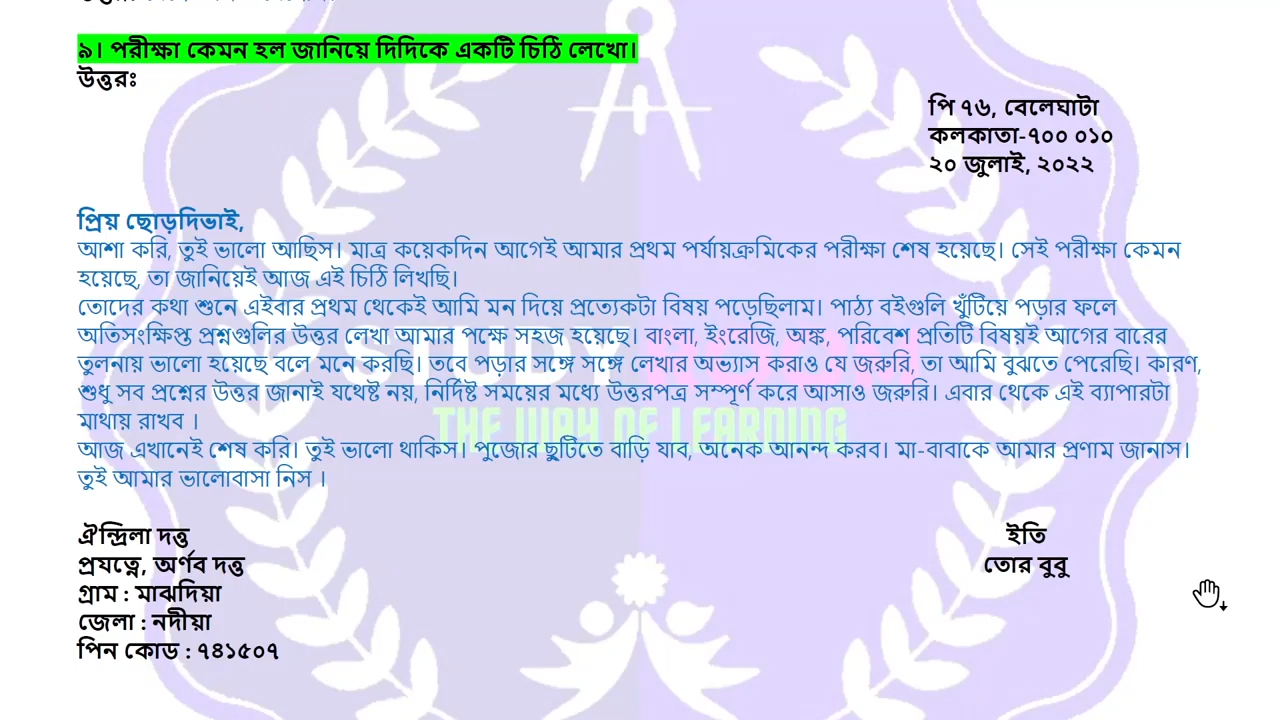 ৯। পরীক্ষা কেমন হল জানিয়ে দিদিকে একটি চিঠি লেখো।
উত্তরঃ
পি ৭৬, বেলেঘাটা
কলকাতা-৭০০ ০১০
২০ জুলাই, ২০২২
প্রিয় ছোড়দিভাই,
আশা করি, তুই ভালো আছিস। মাত্র কয়েকদিন আগেই আমার প্রথম পর্যায়ক্রমিকের পরীক্ষা শেষ হয়েছে। সেই পরীক্ষা কেমন
হয়েছে, তা জানিয়েই আজ এই চিঠি লিখছি।
তোদের কথা শুনে এইবার প্রথম থেকেই আমি মন দিয়ে প্রত্যেকটা বিষয় পড়েছিলাম। পাঠ্য বইগুলি খুঁটিয়ে পড়ার ফলে
অতিসংক্ষিপ্ত প্রশ্নগুলির উত্তর লেখা আমার পক্ষে সহজ হয়েছে। বাংলা, ইংরেজি, অঙ্ক, পরিবেশ প্রতিটি বিষয়ই আগের বারের
তুলনায় ভালো হয়েছে বলে মনে করছি। তবে পড়ার সঙ্গে সঙ্গে লেখার অভ্যাস করাও যে জরুরি, তা আমি বুঝতে পেরেছি। কারণ,
শুধু সব প্রশ্নের উত্তর জানাই যথেষ্ট নয়, নির্দিষ্ট সময়ের মধ্যে উত্তরপত্র সম্পূর্ণ করে আসাও জরুরি। এবার থেকে এই ব্যাপারটা
মাথায় রাখব ।
THE WAY OF LEARNING
আজ এখানেই শেষ করি। তুই ভালো থাকিস। পুজোর ছুটিতে বাড়ি যাব, অনেক আনন্দ করব। মা-বাবাকে আমার প্রণাম জানাস।
তুই আমার ভালোবাসা নিস ।
ঐন্দ্রিলা দত্ত
প্রযত্নে, অর্ণব দত্ত
গ্রাম : মাঝদিয়া
জেলা : নদীয়া
পিন কোড : ৭৪১৫০৭
ইতি
তোর বুবু